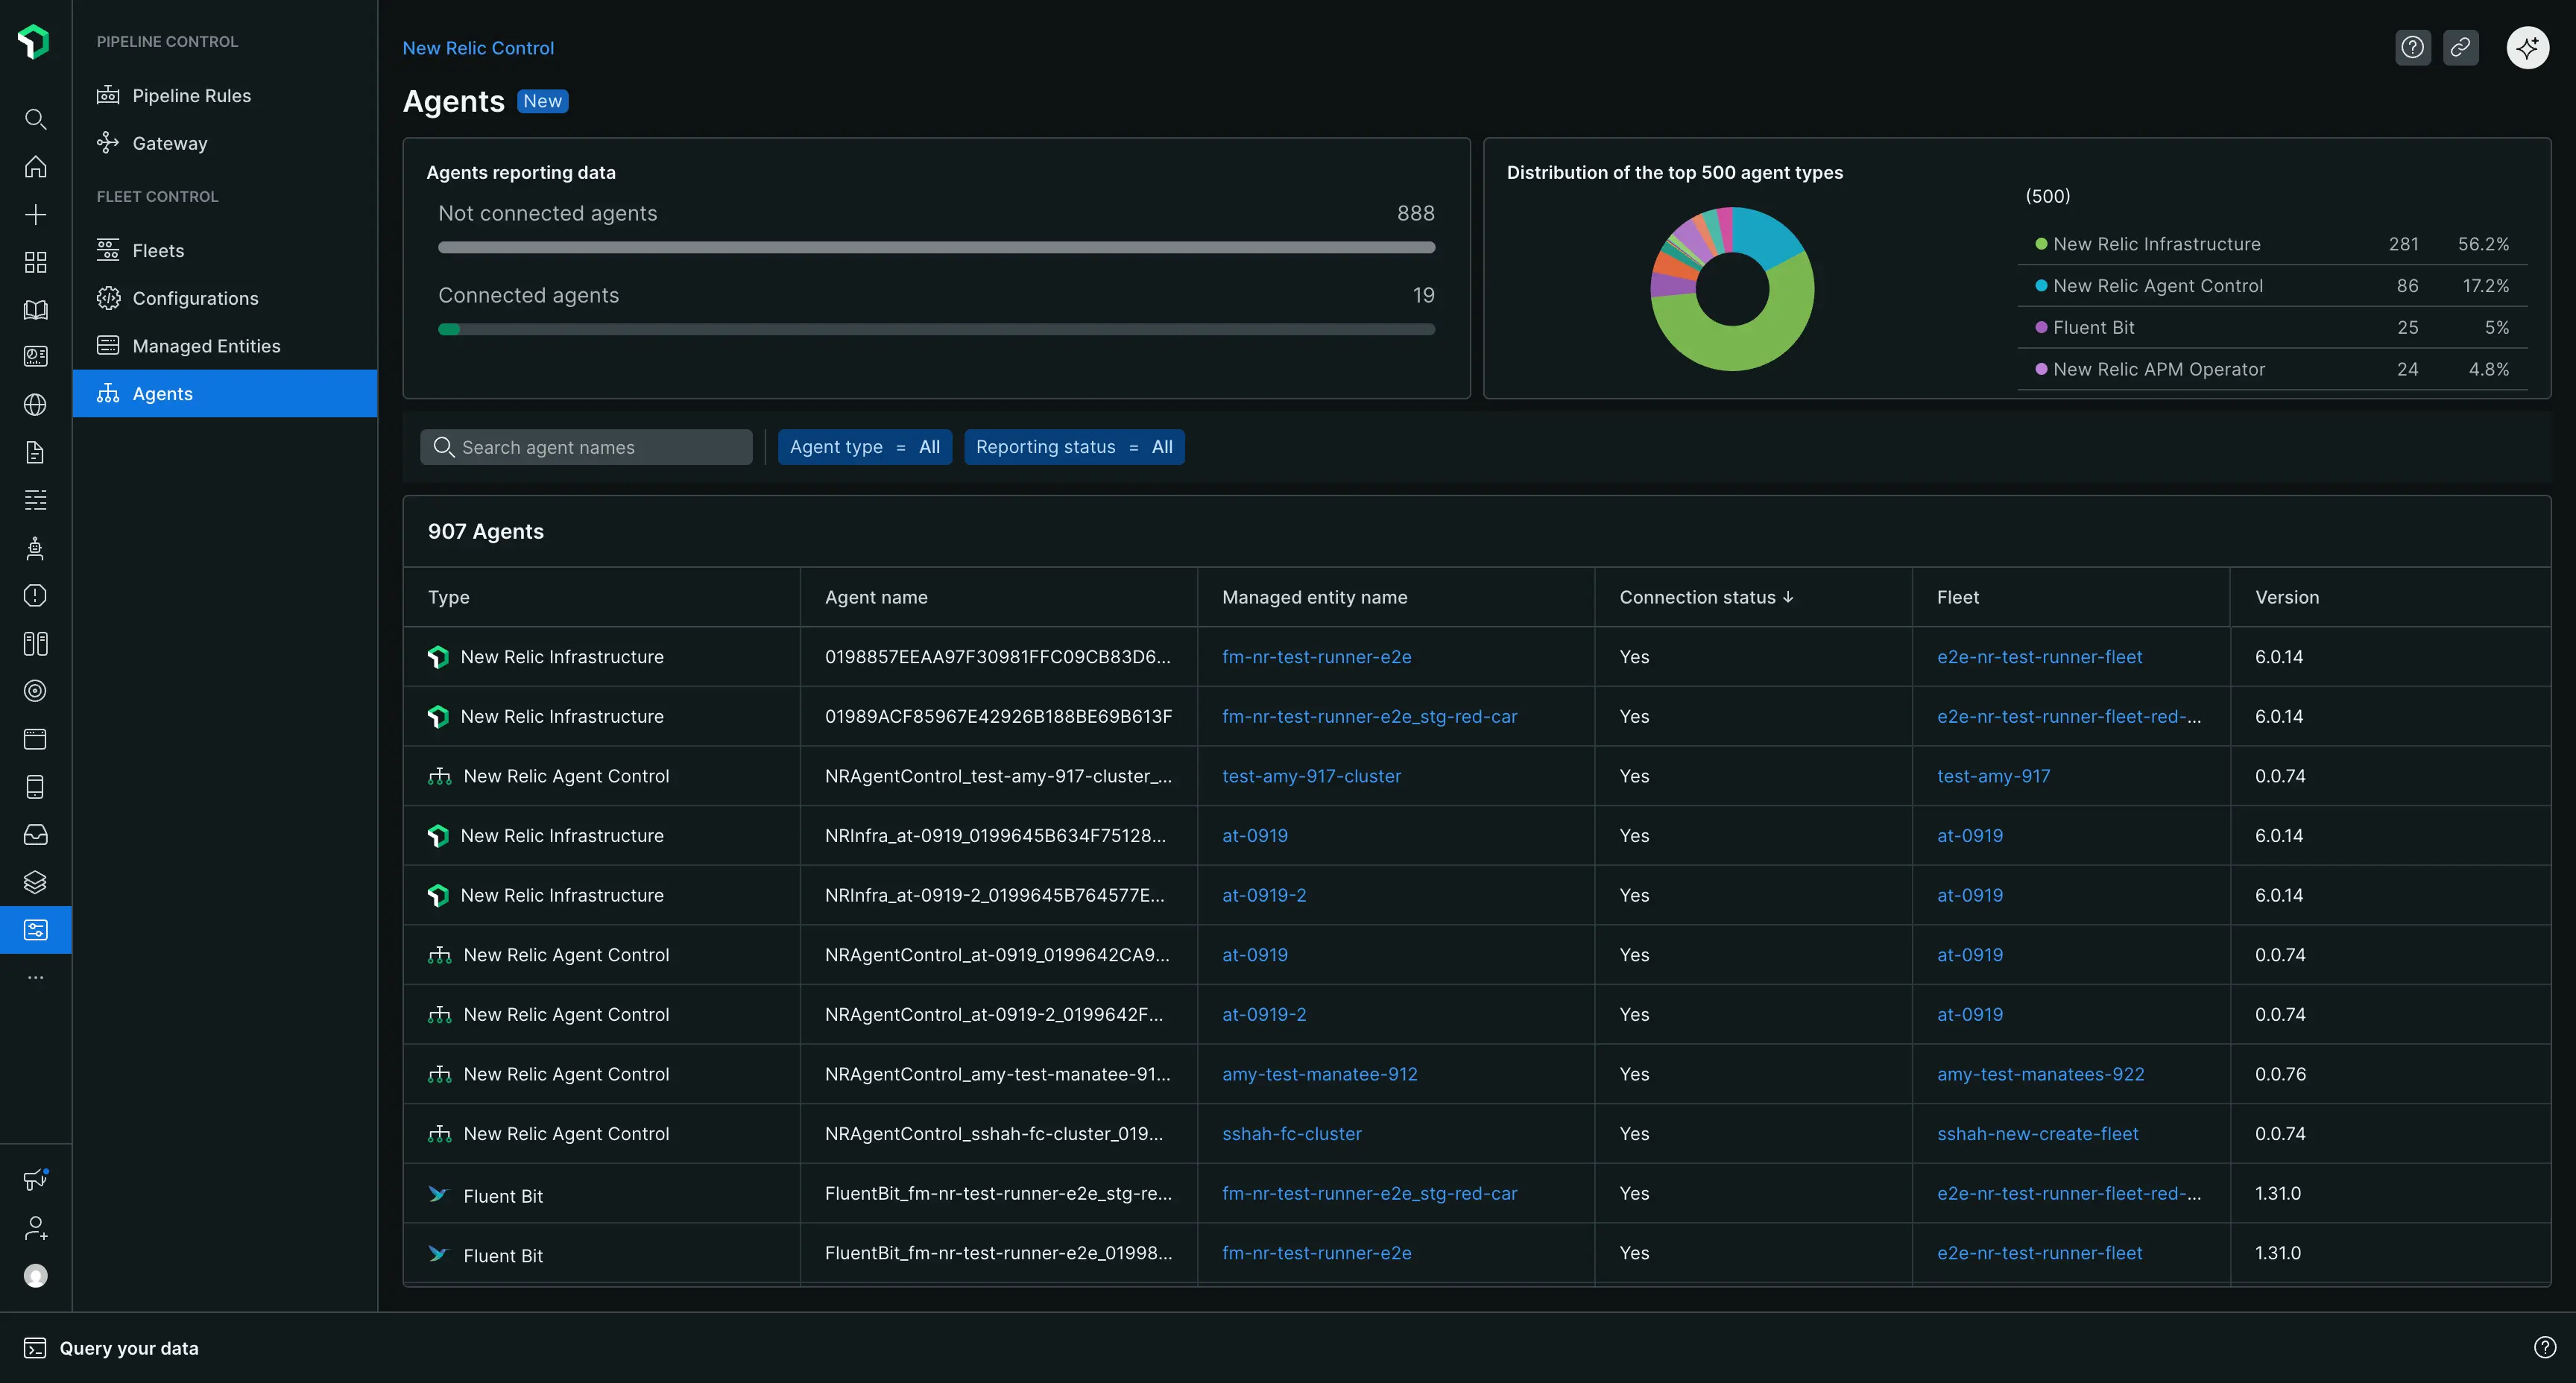 PIPELINE CONTROL
Pipeline Rules
Gateway
FLEET CONTROL
Fleets
Configurations
Managed Entities
Agents
New Relic Control
Agents New
Agents reporting data
Not connected agents 888
Connected agents 19
Distribution of the top 500 agent types
(500)
New Relic Infrastructure 281 56.2%
New Relic Agent Control 86 17.2%
Fluent Bit 25 5%
New Relic APM Operator 24 4.8%
Search agent names Agent type = All Reporting status = All
907 Agents
Type Agent name Managed entity name Connection status ↓ Fleet Version
New Relic Infrastructure 0198857EEAA97F30981FFC09CB83D6... fm-nr-test-runner-e2e Yes e2e-nr-test-runner-fleet 6.0.14
New Relic Infrastructure 01989ACF85967E42926B188BE69B613F fm-nr-test-runner-e2e_stg-red-car Yes e2e-nr-test-runner-fleet-red-... 6.0.14
New Relic Agent Control NRAgentControl_test-amy-917-cluster_... test-amy-917-cluster Yes test-amy-917 0.0.74
New Relic Infrastructure NRInfra_at-0919_0199645B634F75128... at-0919 Yes at-0919 6.0.14
New Relic Infrastructure NRInfra_at-0919-2_0199645B764577E... at-0919-2 Yes at-0919 6.0.14
New Relic Agent Control NRAgentControl_at-0919_0199642CA9... at-0919 Yes at-0919 0.0.74
New Relic Agent Control NRAgentControl_at-0919-2_0199642F... at-0919-2 Yes at-0919 0.0.74
New Relic Agent Control NRAgentControl_amy-test-manatee-91... amy-test-manatee-912 Yes amy-test-manatees-922 0.0.76
New Relic Agent Control NRAgentControl_sshah-fc-cluster_019... sshah-fc-cluster Yes sshah-new-create-fleet 0.0.74
Fluent Bit FluentBit_fm-nr-test-runner-e2e_stg-re... fm-nr-test-runner-e2e_stg-red-car Yes e2e-nr-test-runner-fleet-red-... 1.31.0
Fluent Bit FluentBit_fm-nr-test-runner-e2e_01998... fm-nr-test-runner-e2e Yes e2e-nr-test-runner-fleet 1.31.0
Query your data